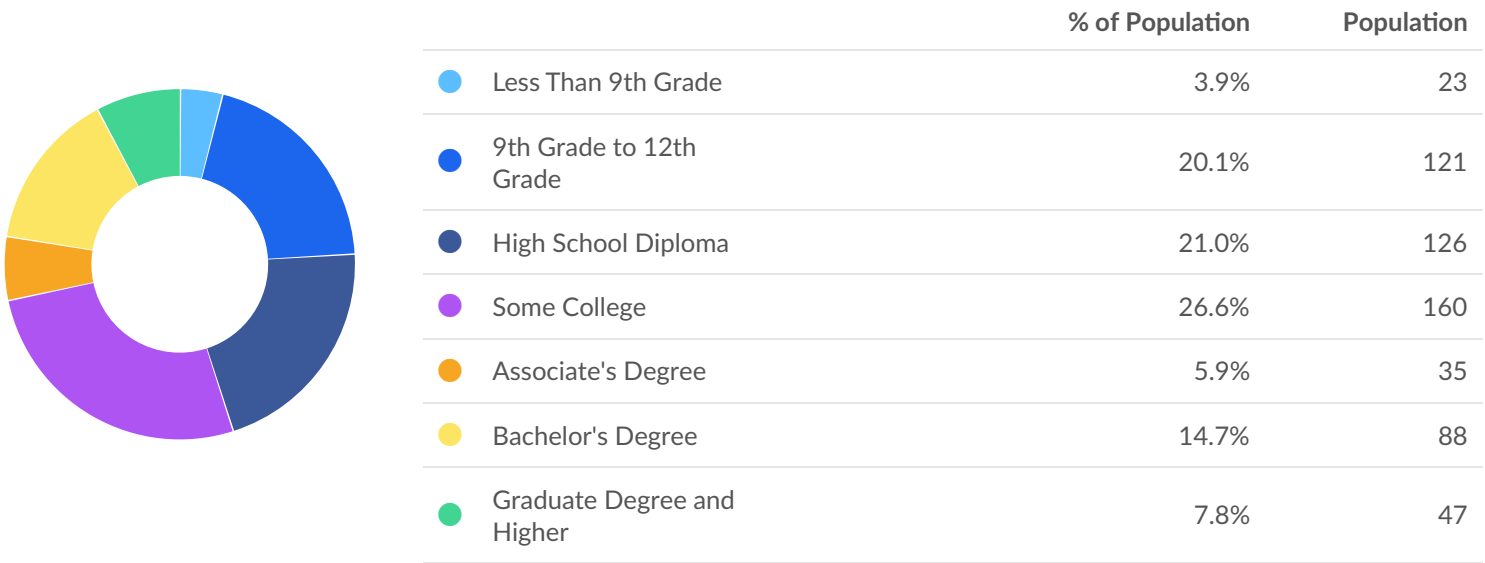 % of Population Population
Less Than 9th Grade 3.9% 23
9th Grade to 12th
Grade 20.1% 121
High School Diploma 21.0% 126
Some College 26.6% 160
Associate's Degree 5.9% 35
Bachelor's Degree 14.7% 88
Graduate Degree and
Higher 7.8% 47